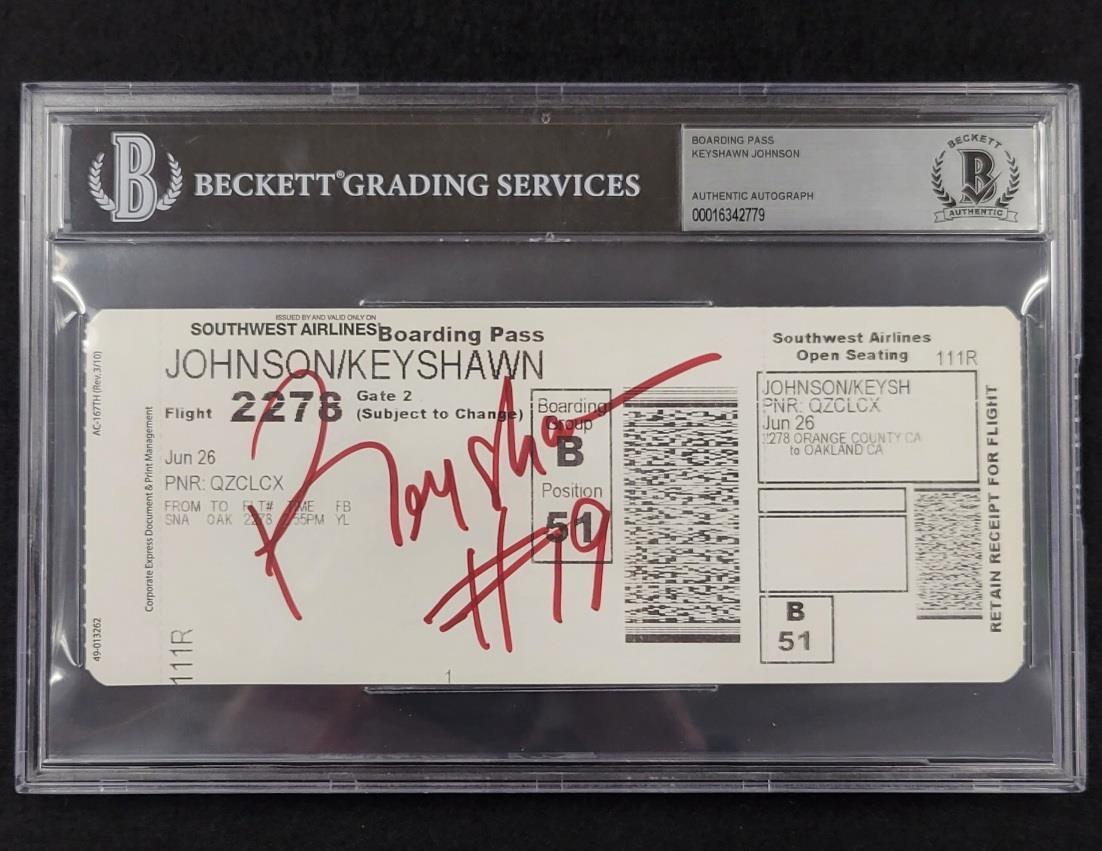 B BECKETT® GRADING SERVICES
BOARDING PASS
KEYSHAWN JOHNSON
AUTHENTIC AUTOGRAPH
00016342779
BECKETT
B
AUTHENTIC
ISSUED BY AND VALID ONLY ON
SOUTHWEST AIRLINES
Boarding Pass
JOHNSON/KEYSHAWN
Flight 2278
Gate 2
(Subject to Change)
Boarding
Group
B
Position
51
Jun 26
PNR: QZCLCX
FROM TO FLT# TIME FB
SNA OAK 2278 55PM YL
Keyshawn
#19
111R
1
AC-167TH (Rev. 3/10)
Corporate Express Document & Print Management
49-013262
Southwest Airlines
Open Seating 111R
JOHNSON/KEYSH
PNR: QZCLCX
Jun 26
2278 ORANGE COUNTY CA
to OAKLAND CA
B
51
RETAIN RECEIPT FOR FLIGHT